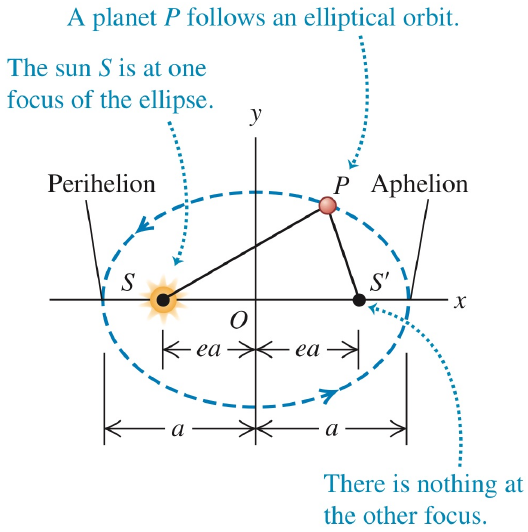 A planet P follows an elliptical orbit.
The sun S is at one
focus of the ellipse.
y
Perihelion
P
Aphelion
S
S'
x
O
ea
ea
a
a
There is nothing at
the other focus.